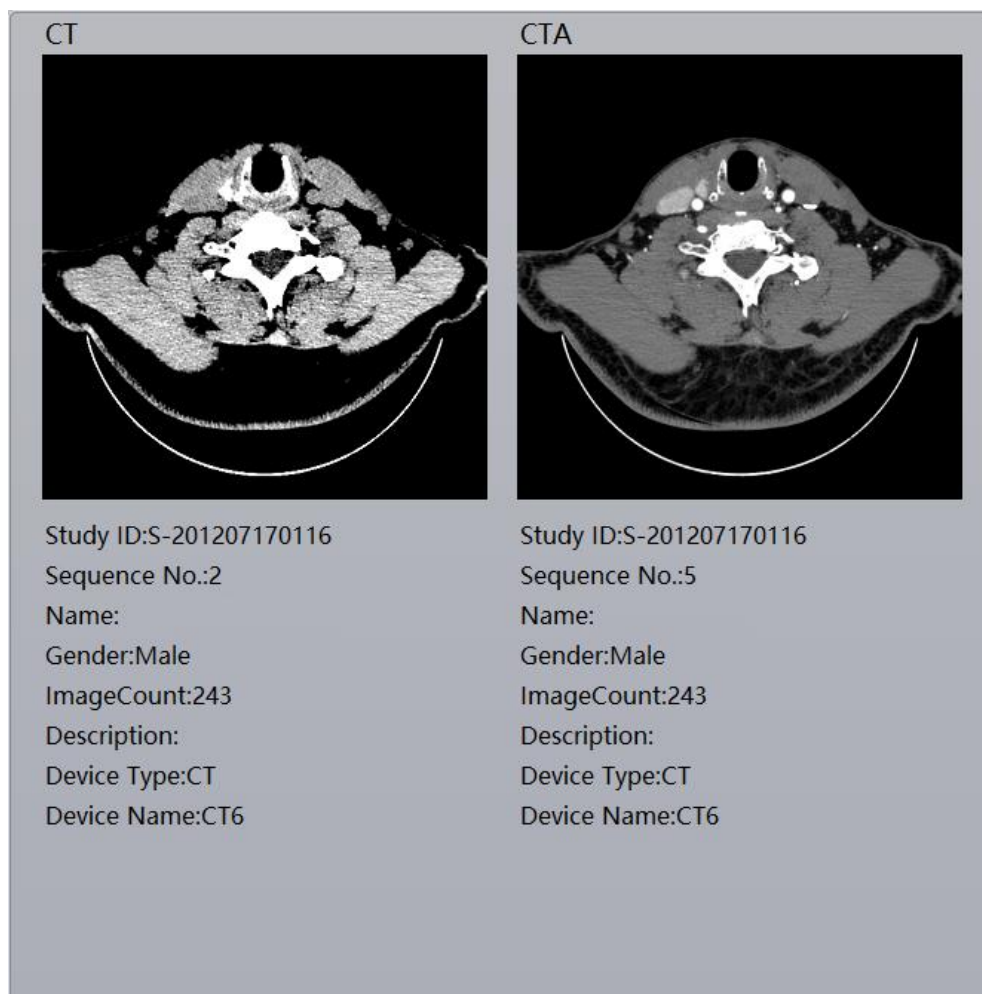 CT
Study ID:S-201207170116
Sequence No.:2
Name:
Gender:Male
ImageCount:243
Description:
Device Type:CT
Device Name:CT6
CTA
Study ID:S-201207170116
Sequence No.:5
Name:
Gender:Male
ImageCount:243
Description:
Device Type:CT
Device Name:CT6